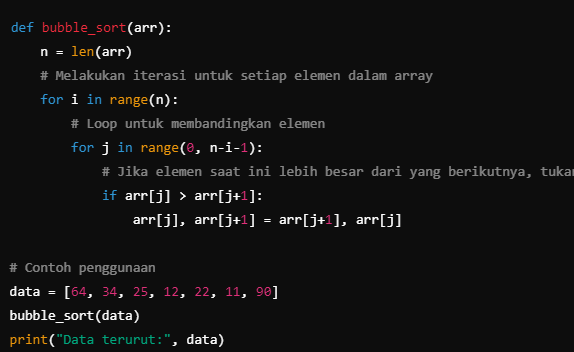 def bubble_sort(arr):
    n = len(arr)
    # Melakukan iterasi untuk setiap elemen dalam array
    for i in range(n):
        # Loop untuk membandingkan elemen
        for j in range(0, n-i-1):
            # Jika elemen saat ini lebih besar dari yang berikutnya,
            if arr[j] > arr[j+1]:
                arr[j], arr[j+1] = arr[j+1], arr[j]
# Contoh penggunaan
data = [64, 34, 25, 12, 22, 11, 90]
bubble_sort(data)
print("Data terurut:", data)